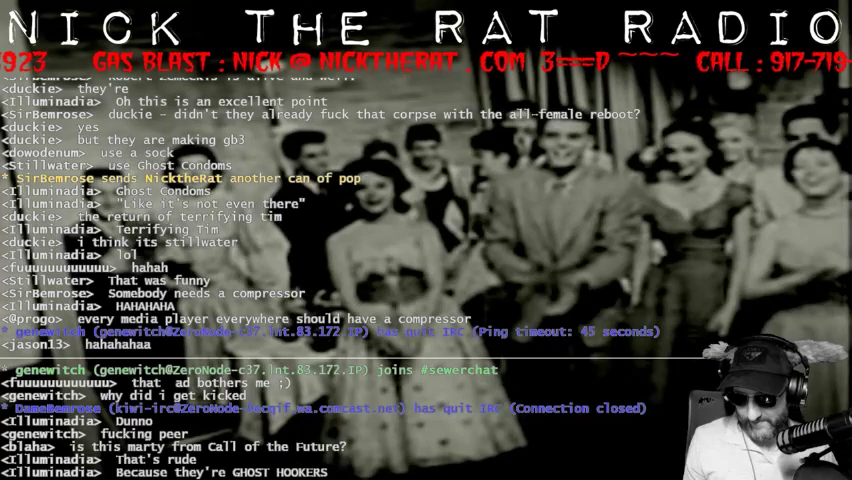 NICK THE RAT RADIO
923 GAS BLAST : NICK @ NICKTHERAT . COM 3===D ~~~ CALL : 917-719-
<SirBemrose> Robert Zemeckis is alive and well.
<duckie> they're
<Illuminadia> Oh this is an excellent point
<SirBemrose> duckie - didn't they already fuck that corpse with the all-female reboot?
<duckie> yes
<duckie> but they are making gb3
<dowodenum> use a sock
<Stillwater> use Ghost Condoms
* SirBemrose sends NicktheRat another can of pop
<Illuminadia> Ghost Condoms
<Illuminadia> "Like it's not even there"
<duckie> the return of terrifying tim
<Illuminadia> Terrifying Tim
<duckie> i think its stillwater
<Illuminadia> lol
<fuuuuuuuuuuuu> hahah
<Stillwater> That was funny
<SirBemrose> Somebody needs a compressor
<Illuminadia> HAHAHAHA
<@progo> every media player everywhere should have a compressor
* genewitch (genewitch@ZeroNode-c37.lnt.83.172.IP) has quit IRC (Ping timeout: 45 seconds)
<jason13> hahahahaa
* genewitch (genewitch@ZeroNode-c37.lnt.83.172.IP) joins #sewerchat
<fuuuuuuuuuuuu> that ad bothers me ;)
<genewitch> why did i get kicked
* DameBemrose (kiwi-irc@ZeroNode-  .wa.comcast.net) has quit IRC (Connection closed)
<Illuminadia> Dunno
<genewitch> fucking peer
<blaha> is this marty from Call of the Future?
<Illuminadia> That's rude
<Illuminadia> Because they're GHOST HOOKERS